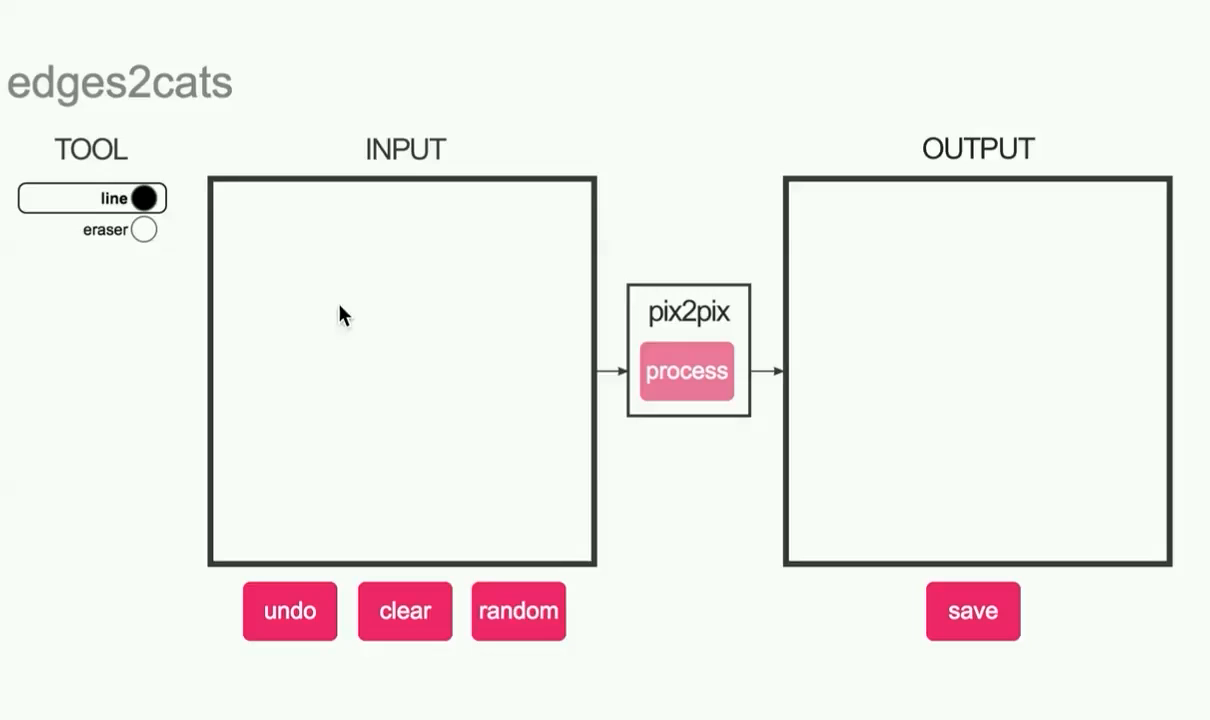 edges2cats
TOOL
INPUT
OUTPUT
line
eraser
pix2pix
process
undo
clear
random
save